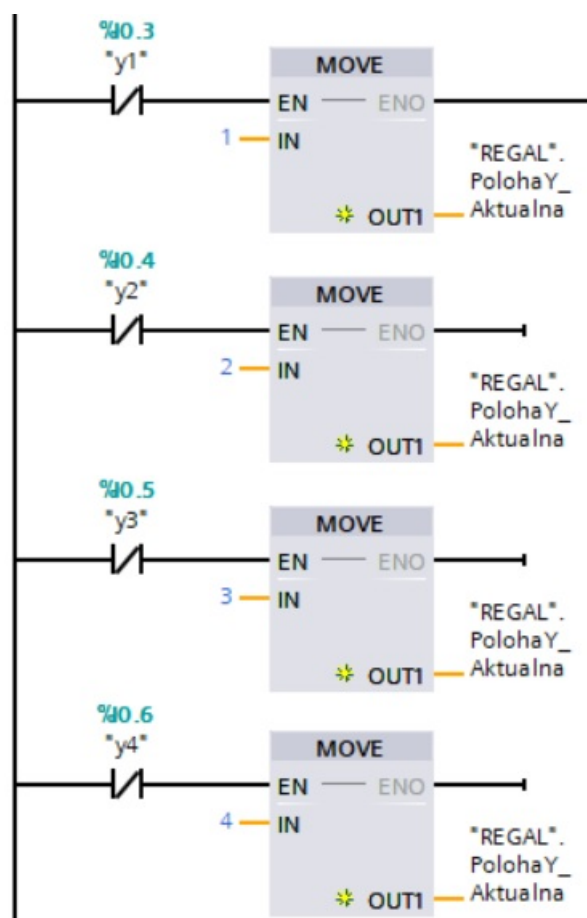 %I0.3
"y1"
MOVE
EN
ENO
1
IN
"REGAL".
PolohaY_
Aktualna
OUT1
%I0.4
"y2"
MOVE
EN
ENO
2
IN
"REGAL".
PolohaY_
Aktualna
OUT1
%I0.5
"y3"
MOVE
EN
ENO
3
IN
"REGAL".
PolohaY_
Aktualna
OUT1
%I0.6
"y4"
MOVE
EN
ENO
4
IN
"REGAL".
PolohaY_
Aktualna
OUT1